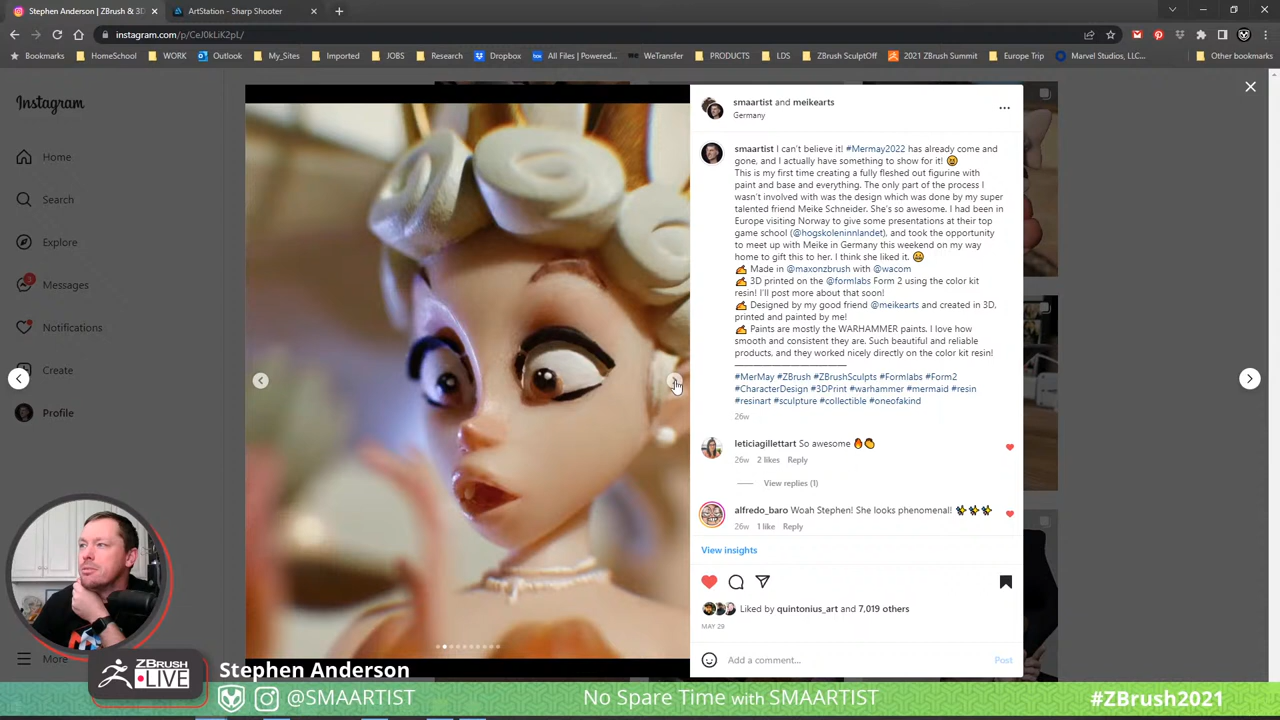 Stephen Anderson | ZBrush & 3D
ArtStation - Sharp Shooter
instagram.com/p/CeJ0kLiK2pL/
Bookmarks
HomeSchool
WORK
Outlook
My_Sites
Imported
JOBS
Research
Dropbox
All Files | Powered...
WeTransfer
PRODUCTS
LDS
ZBrush SculptOff
2021 ZBrush Summit
Europe Trip
Marvel Studios, LLC...
Other bookmarks
Instagram
Home
Search
Explore
Messages
Notifications
Create
Profile
More
smaartist and meikearts
Germany
smaartist I can't believe it! #Mermay2022 has already come and
gone, and I actually have something to show for it! 😆
This is my first time creating a fully fleshed out figurine with
paint and base and everything. The only part of the process I
wasn't involved with was the design which was done by my super
talented friend Meike Schneider. She's so awesome. I had been in
Europe visiting Norway to give some presentations at their top
game school (@hogskoleninnlandet), and took the opportunity
to meet up with Meike in Germany this weekend on my way
home to gift this to her. I think she liked it. 😀
✍ Made in @maxonzbrush with @wacom
✍ 3D printed on the @formlabs Form 2 using the color kit
resin! I'll post more about that soon!
✍ Designed by my good friend @meikearts and created in 3D,
printed and painted by me!
✍ Paints are mostly the WARHAMMER paints. I love how
smooth and consistent they are. Such beautiful and reliable
products, and they worked nicely directly on the color kit resin!
#MerMay #ZBrush #ZBrushSculpts #Formlabs #Form2
#CharacterDesign #3DPrint #warhammer #mermaid #resin
#resinart #sculpture #collectible #oneofakind
26w
leticiagillettart So awesome 🔥👏
26w 2 likes Reply
View replies (1)
alfredo_baro Woah Stephen! She looks phenomenal! ✨✨✨
26w 1 like Reply
View insights
Liked by quintonius_art and 7,019 others
MAY 29
Add a comment...
Post
ZBRUSH
LIVE
Stephen Anderson
@SMAARTIST
No Spare Time with SMAARTIST
#ZBrush2021